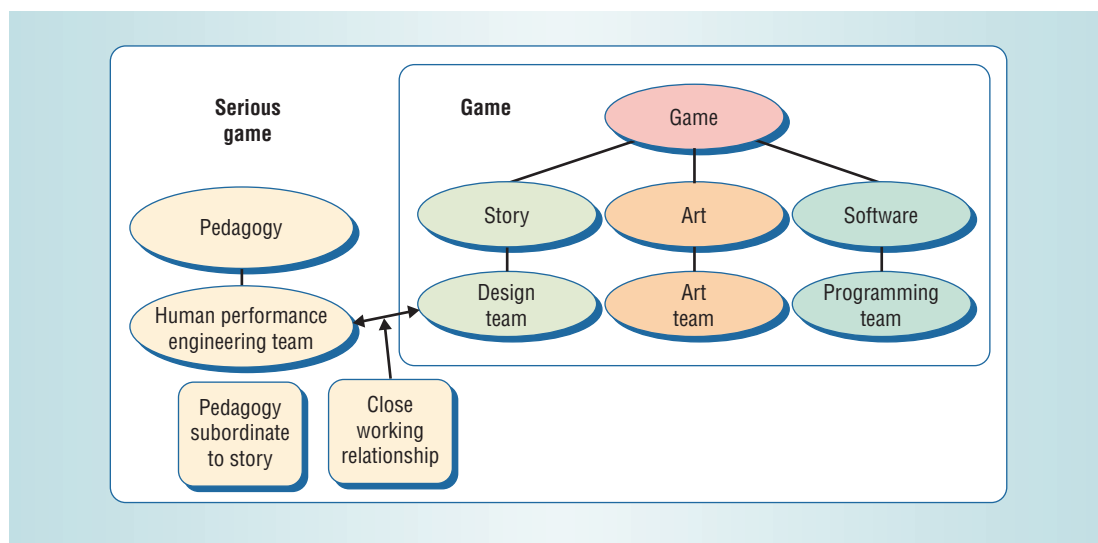 Serious
game
Game
Game
Story
Art
Software
Pedagogy
Design
team
Art
team
Programming
team
Human performance
engineering team
Pedagogy
subordinate
to story
Close
working
relationship